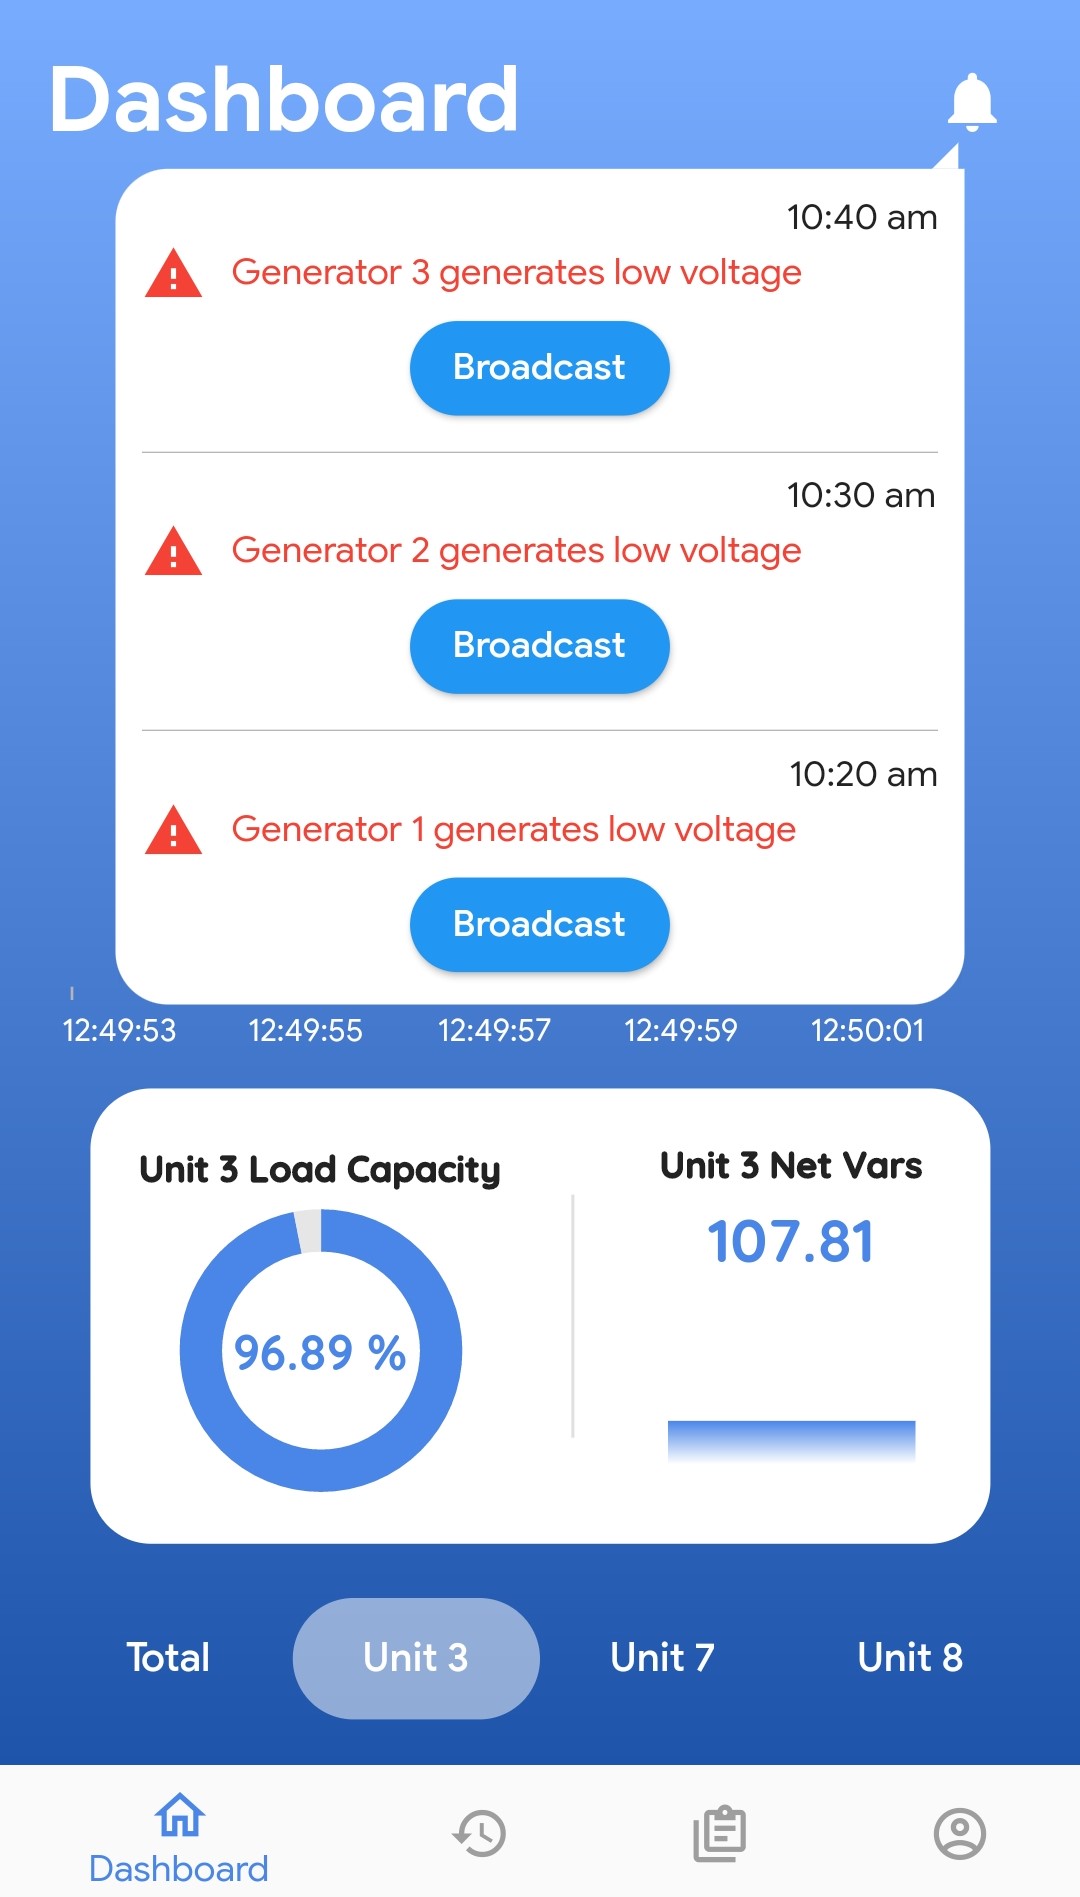 Dashboard
10:40 am
Generator 3 generates low voltage
Broadcast
10:30 am
Generator 2 generates low voltage
Broadcast
10:20 am
Generator 1 generates low voltage
Broadcast
12:49:53 12:49:55 12:49:57 12:49:59 12:50:01
Unit 3 Load Capacity
96.89 %
Unit 3 Net Vars
107.81
Total Unit 3 Unit 7 Unit 8
Dashboard